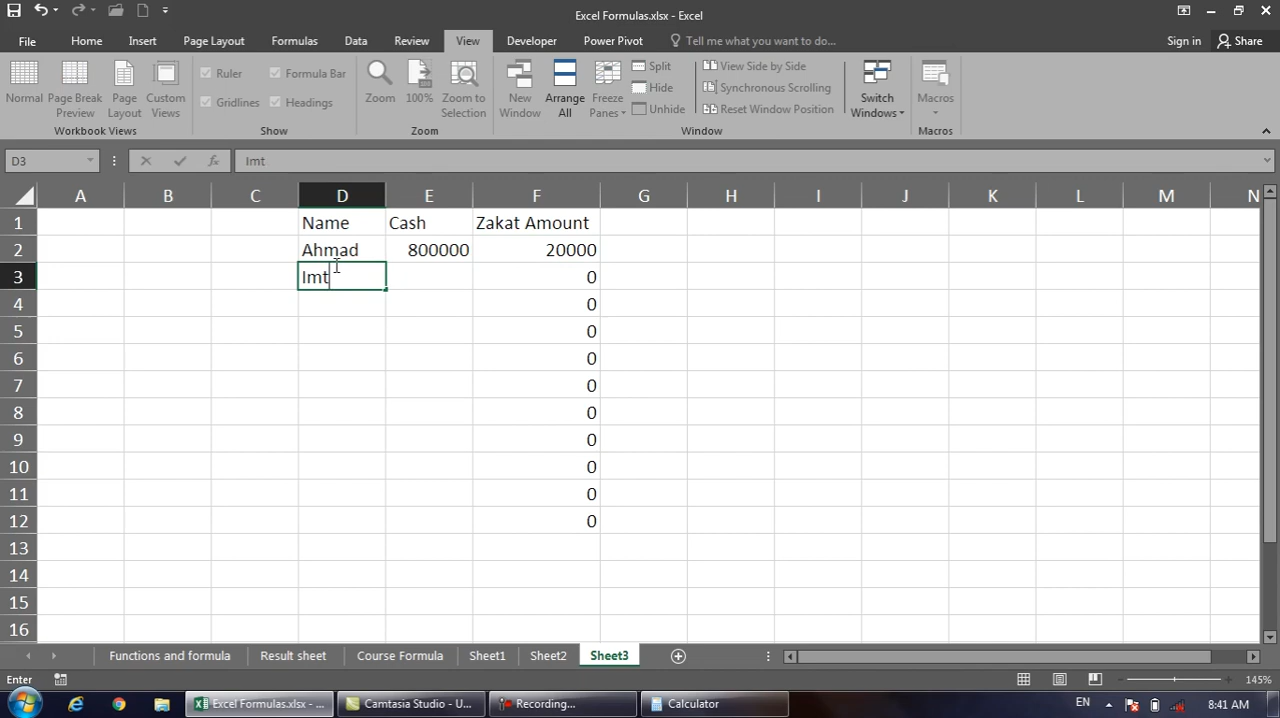 Excel Formulas.xlsx - Excel
File Home Insert Page Layout Formulas Data Review View Developer Power Pivot Tell me what you want to do... Sign in Share
Ruler Formula Bar Split View Side by Side
Gridlines Headings Hide Synchronous Scrolling
Unhide Reset Window Position
Normal Page Break Preview Page Layout Custom Views Zoom 100% Zoom to Selection New Window Arrange All Freeze Panes Switch Windows Macros
Workbook Views Show Zoom Window Macros
D3 fx Imt
A B C D E F G H I J K L M N
1 Name Cash Zakat Amount
2 Ahmad 800000 20000
3 Imt 0
4 0
5 0
6 0
7 0
8 0
9 0
10 0
11 0
12 0
13
14
15
16
Functions and formula Result sheet Course Formula Sheet1 Sheet2 Sheet3
Enter 145%
Excel Formulas.xlsx - ... Camtasia Studio - U... Recording... Calculator EN 8:41 AM